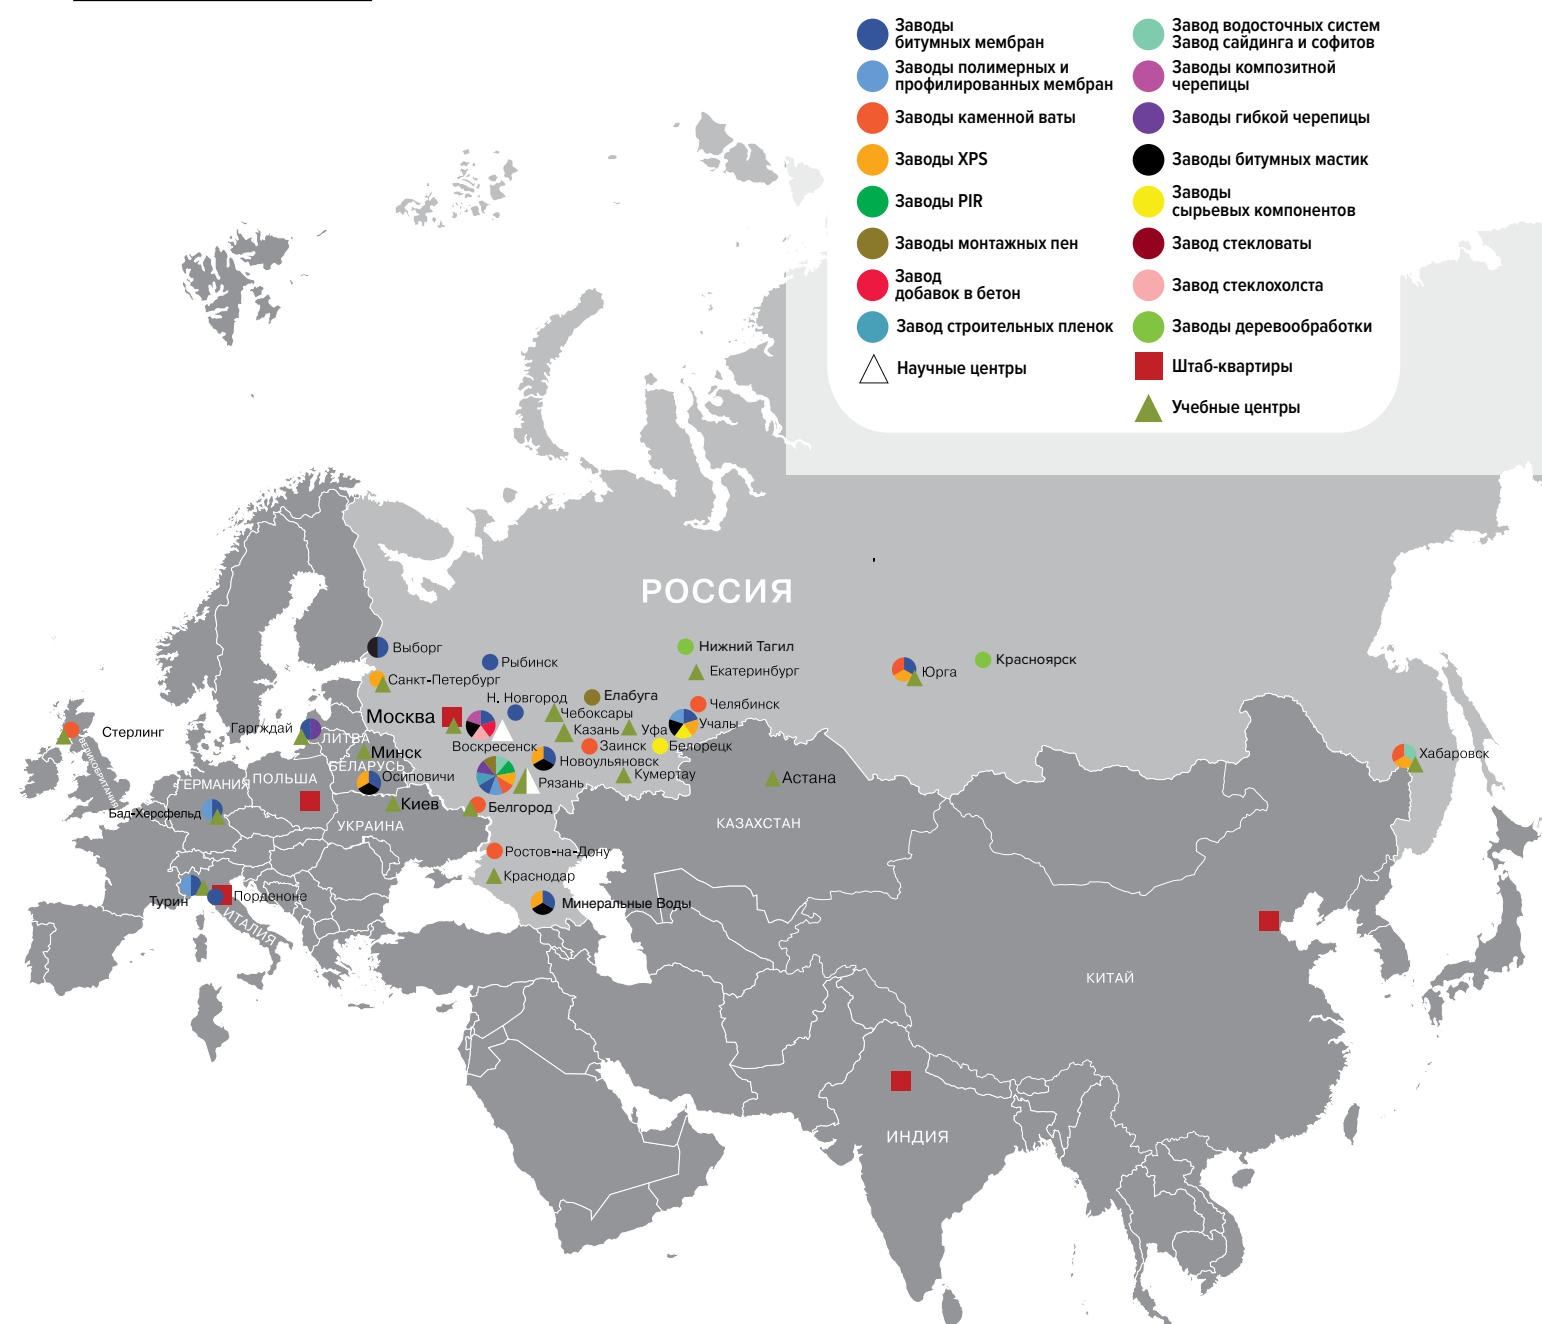 Заводы
битумных мембран
Заводы полимерных и
профилированных мембран
Заводы каменной ваты
Заводы XPS
Заводы PIR
Заводы монтажных пен
Завод
добавок в бетон
Завод строительных пленок
Научные центры
Завод водосточных систем
Завод сайдинга и софитов
Заводы композитной
черепицы
Заводы гибкой черепицы
Заводы битумных мастик
Заводы
сырьевых компонентов
Завод стекловаты
Завод стеклохолста
Заводы деревообработки
Штаб-квартиры
Учебные центры
РОССИЯ
Выборг
Рыбинск
Нижний Тагил
Красноярск
Екатеринбург
Юрга
Санкт-Петербург
Н. Новгород
Елабуга
Челябинск
Москва
Чебоксары
Казань
Уфа
Учалы
Стерлинг
ВЕЛИКОБРИТАНИЯ
Гаргждай
ЛИТВА
Воскресенск
Заинск
Белорецк
Минск
Новоульяновск
Хабаровск
БЕЛАРУСЬ
Осиповичи
Рязань
Кумертау
Астана
ГЕРМАНИЯ
ПОЛЬША
Киев
Белгород
Бад-Херсфельд
УКРАИНА
КАЗАХСТАН
Ростов-на-Дону
Краснодар
Турин
Порденоне
Минеральные Воды
ИТАЛИЯ
КИТАЙ
ИНДИЯ